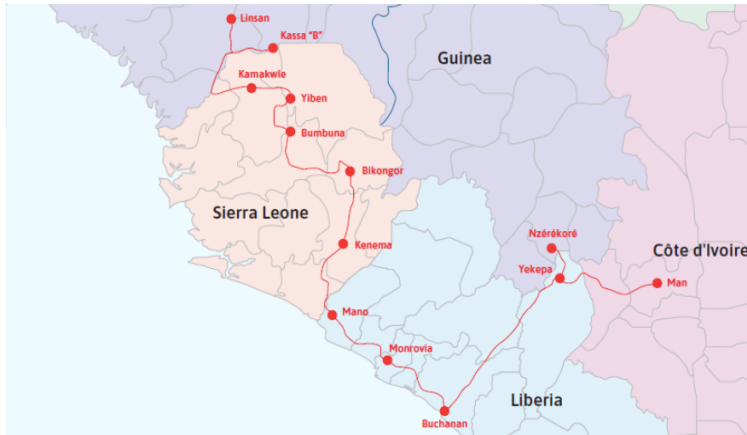 Linsan
Kassa "B"
Guinea
Kamakwie
Yiben
Bumbuna
Bikongor
Sierra Leone
Kenema
Nzérékoré
Côte d'Ivoire
Yekepa
Man
Mano
Monrovia
Liberia
Buchanan